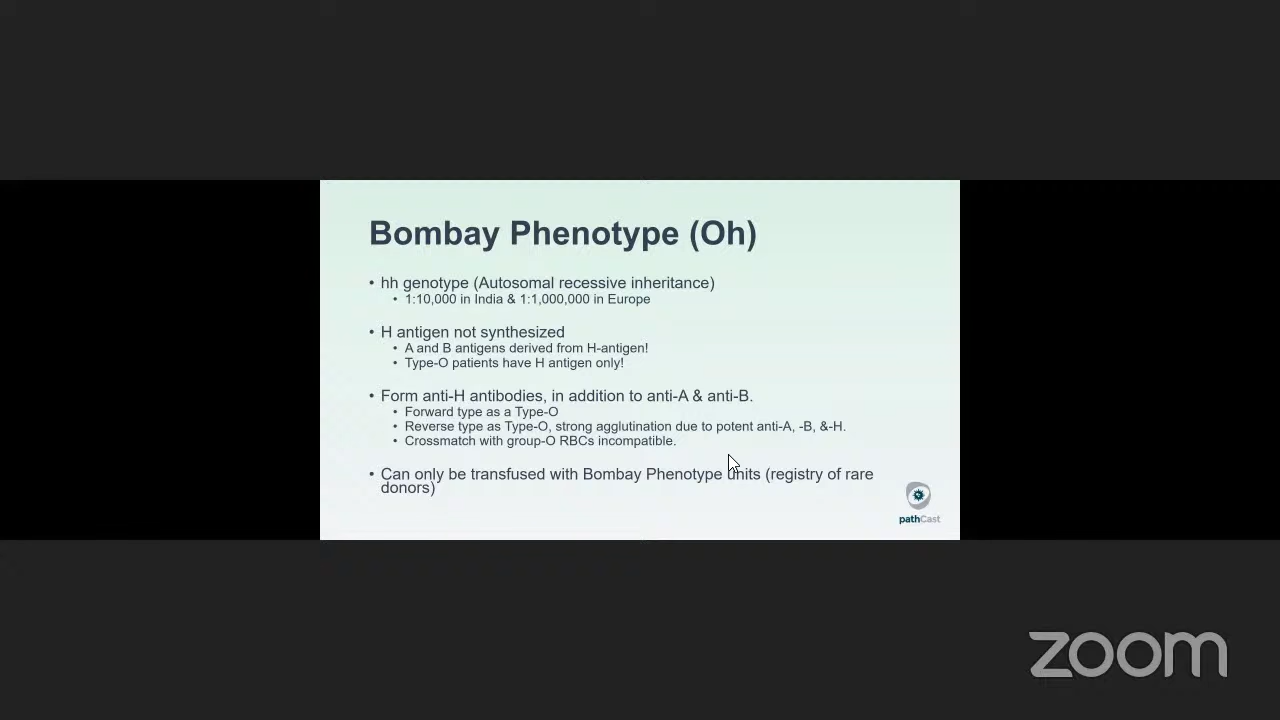 Bombay Phenotype (Oh)
• hh genotype (Autosomal recessive inheritance)
• 1:10,000 in India & 1:1,000,000 in Europe
• H antigen not synthesized
• A and B antigens derived from H-antigen!
• Type-O patients have H antigen only!
• Form anti-H antibodies, in addition to anti-A & anti-B.
• Forward type as a Type-O
• Reverse type as Type-O, strong agglutination due to potent anti-A, -B, &-H.
• Crossmatch with group-O RBCs incompatible.
• Can only be transfused with Bombay Phenotype units (registry of rare
donors)
pathCast
zoom